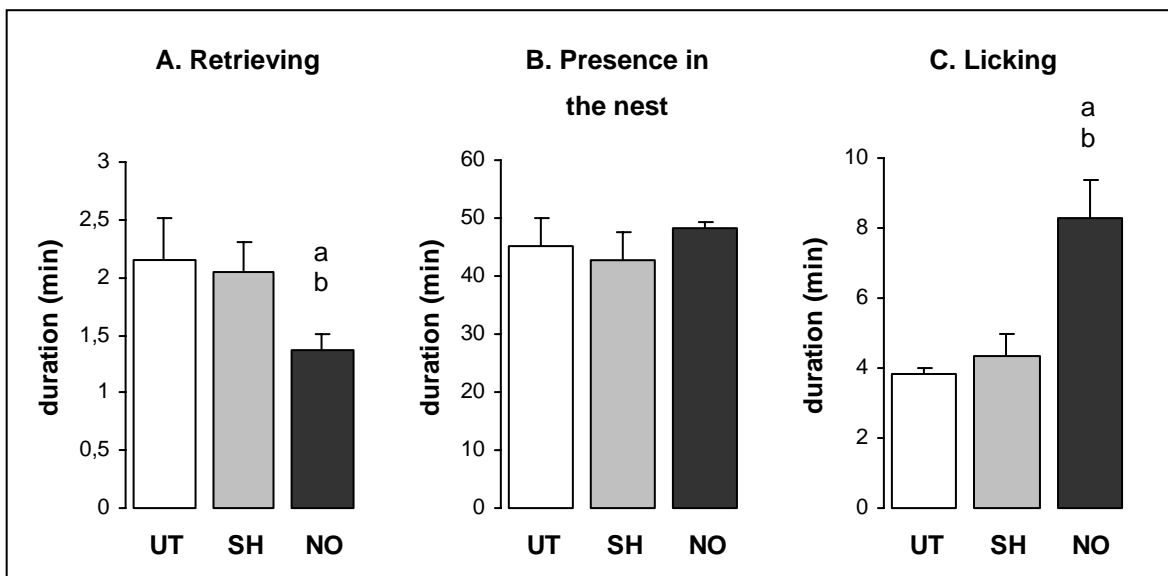 A. Retrieving
duration (min)
3
2,5
2
1,5
1
0,5
0
a
b
UT SH NO
B. Presence in
the nest
duration (min)
60
50
40
30
20
10
0
UT SH NO
C. Licking
duration (min)
10
8
6
4
2
0
a
b
UT SH NO